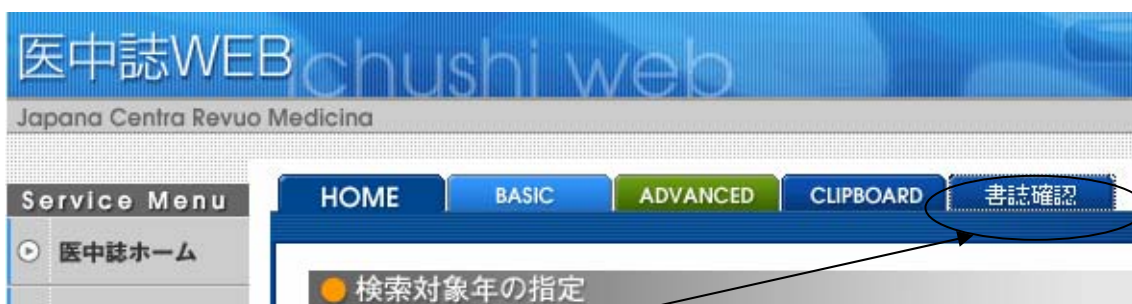 医中誌WEB
ichushi web
Japana Centra Revuo Medicina
Service Menu
HOME BASIC ADVANCED CLIPBOARD 書誌確認
医中誌ホーム
検索対象年の指定